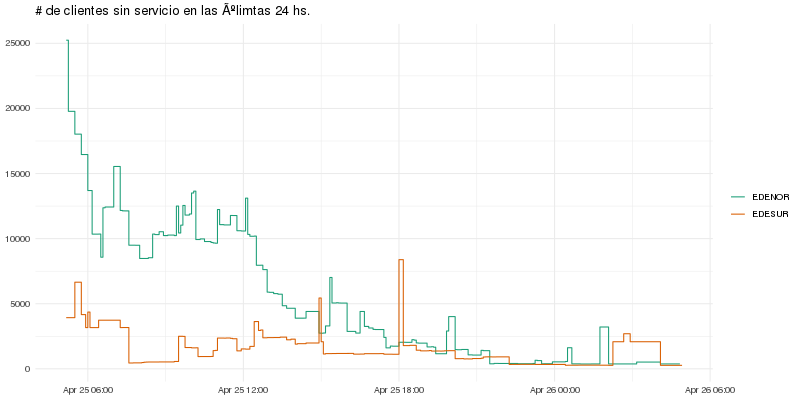 # de clientes sin servicio en las Ãºlimtas 24 hs.
25000
20000
15000
10000
5000
0
Apr 25 06:00
Apr 25 12:00
Apr 25 18:00
Apr 26 00:00
Apr 26 06:00
EDENOR
EDESUR